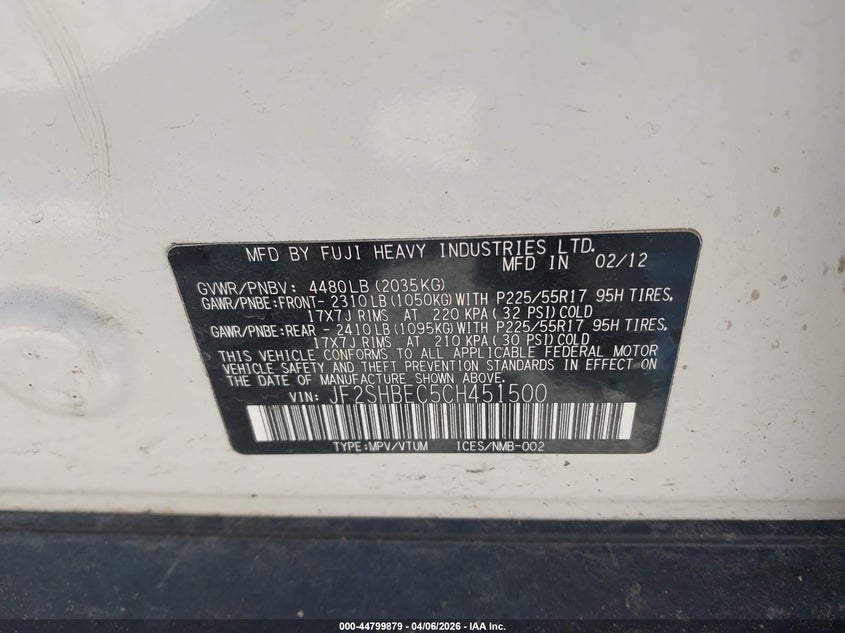 MFD BY FUJI HEAVY INDUSTRIES LTD.
MFD IN 02/12
GVWR/PNBV: 4480LB (2035KG)
GAWR/PNBE:FRONT- 2310LB (1050KG) WITH P225/55R17 95H TIRES,
17X7J RIMS AT 220 KPA ( 32 PSI) COLD
GAWR/PNBE:REAR - 2410LB (1095KG) WITH P225/55R17 95H TIRES,
17X7J RIMS AT 210 KPA ( 30 PSI) COLD
THIS VEHICLE CONFORMS TO ALL APPLICABLE FEDERAL MOTOR
VEHICLE SAFETY AND THEFT PREVENTION STANDARDS IN EFFECT ON
THE DATE OF MANUFACTURE SHOWN ABOVE.
VIN: JF2SHBEC5CH451500
TYPE:MPV/VTUM ICES/NMB-002
000-44799879 - 04/06/2026 - IAA Inc.